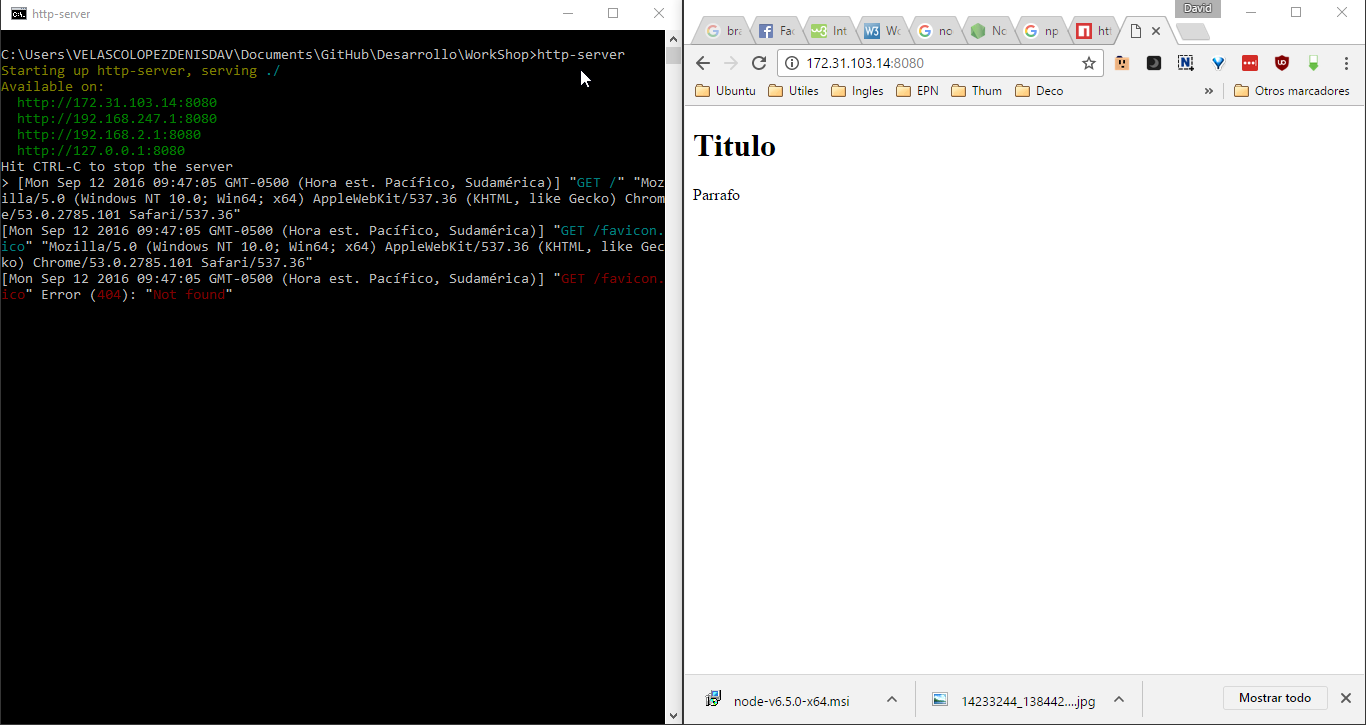 http-server
C:\Users\VELASCOLOPEZDENISDAV\Documents\GitHub\Desarrollo\WorkShop>http-server
Starting up http-server, serving ./
Available on:
http://172.31.103.14:8080
http://192.168.247.1:8080
http://192.168.2.1:8080
http://127.0.0.1:8080
Hit CTRL-C to stop the server
> [Mon Sep 12 2016 09:47:05 GMT-0500 (Hora est. Pacífico, Sudamérica)] "GET /" "Moz
illa/5.0 (Windows NT 10.0; Win64; x64) AppleWebKit/537.36 (KHTML, like Gecko) Chrom
e/53.0.2785.101 Safari/537.36"
[Mon Sep 12 2016 09:47:05 GMT-0500 (Hora est. Pacífico, Sudamérica)] "GET /favicon.
ico" "Mozilla/5.0 (Windows NT 10.0; Win64; x64) AppleWebKit/537.36 (KHTML, like Gec
ko) Chrome/53.0.2785.101 Safari/537.36"
[Mon Sep 12 2016 09:47:05 GMT-0500 (Hora est. Pacífico, Sudamérica)] "GET /favicon.
ico" Error (404): "Not found"
David
bra Fac Int Wo no No np htt
172.31.103.14:8080
Ubuntu Utiles Ingles EPN Thum Deco » Otros marcadores
Titulo
Parrafo
node-v6.5.0-x64.msi 14233244_138442....jpg Mostrar todo